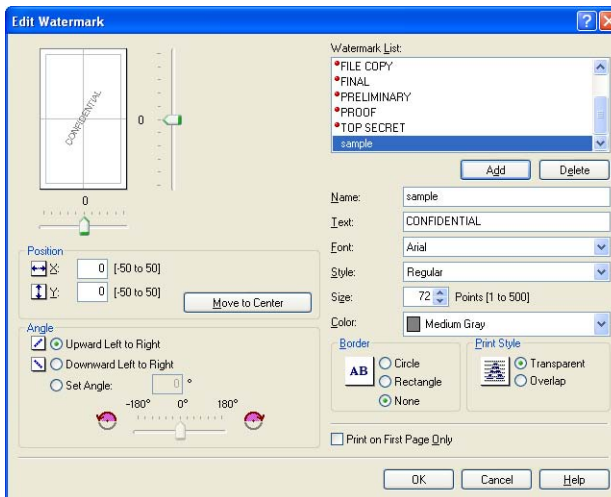 Edit Watermark
CONFIDENTIAL
0
0
Position
X: 0 [-50 to 50]
Y: 0 [-50 to 50]
Move to Center
Angle
Upward Left to Right
Downward Left to Right
Set Angle: 0 °
-180° 0° 180°
Watermark List:
FILE COPY
FINAL
PRELIMINARY
PROOF
TOP SECRET
sample
Add Delete
Name: sample
Text: CONFIDENTIAL
Font: Arial
Style: Regular
Size: 72 Points [1 to 500]
Color: Medium Gray
Border
AB
Circle
Rectangle
None
Print Style
Transparent
Overlap
Print on First Page Only
OK Cancel Help